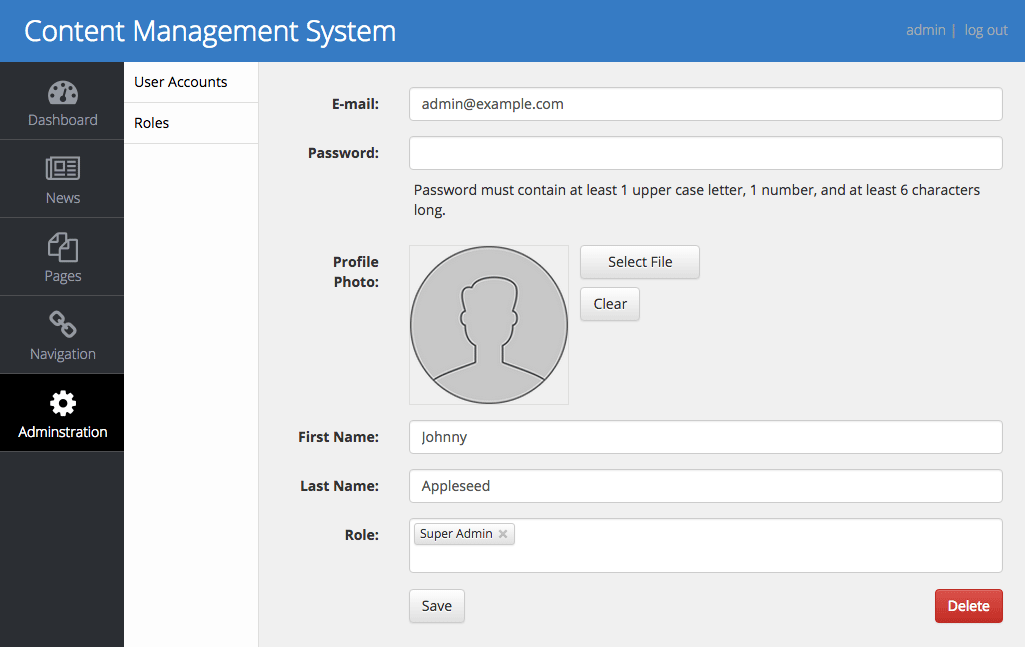 Content Management System
admin | log out
Dashboard
News
Pages
Navigation
Adminstration
User Accounts
Roles
E-mail: admin@example.com
Password:
Password must contain at least 1 upper case letter, 1 number, and at least 6 characters
long.
Profile
Photo:
Select File
Clear
First Name: Johnny
Last Name: Appleseed
Role: Super Admin
Save
Delete